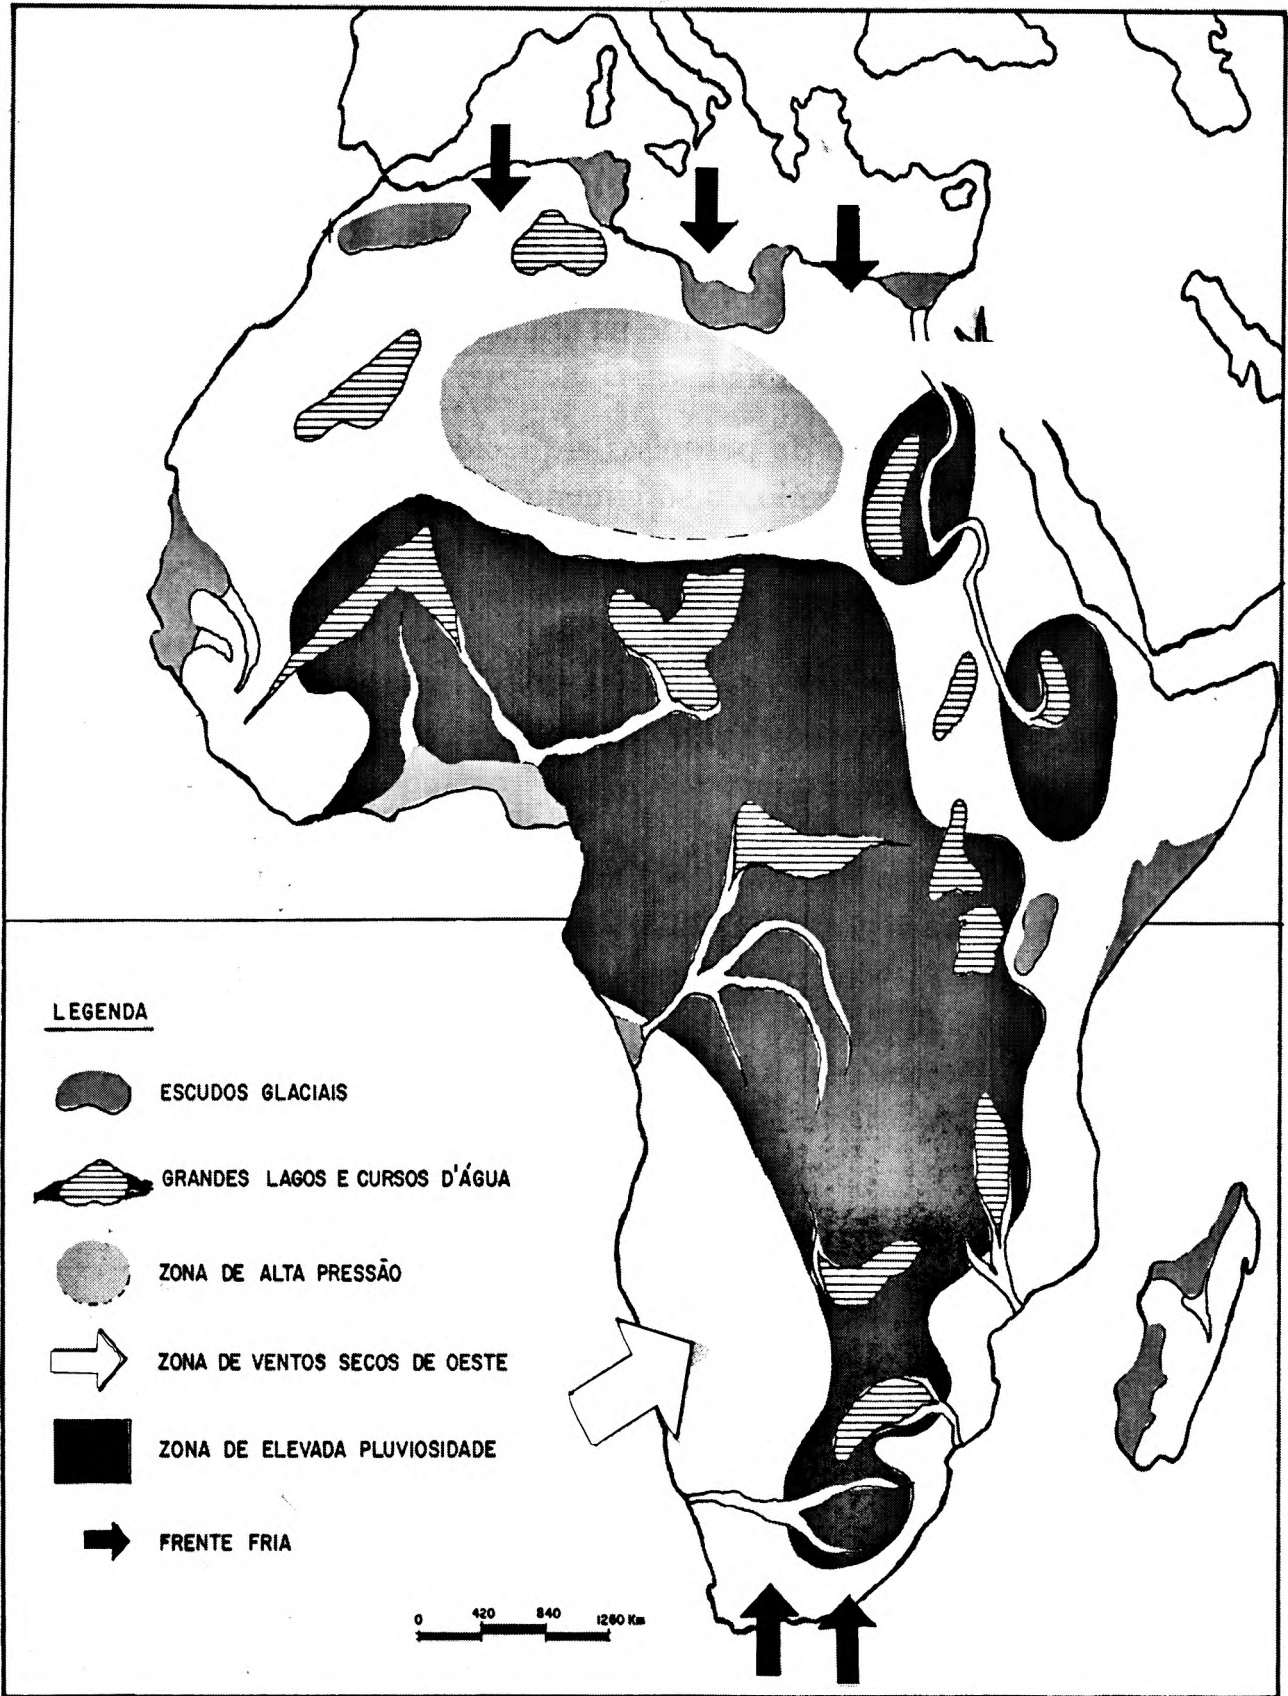 LEGENDA
ESCUDOS GLACIAIS
GRANDES LAGOS E CURSOS D'ÁGUA
ZONA DE ALTA PRESSÃO
ZONA DE VENTOS SECOS DE OESTE
ZONA DE ELEVADA PLUVIOSIDADE
FRENTE FRIA
0 420 840 1260 Km